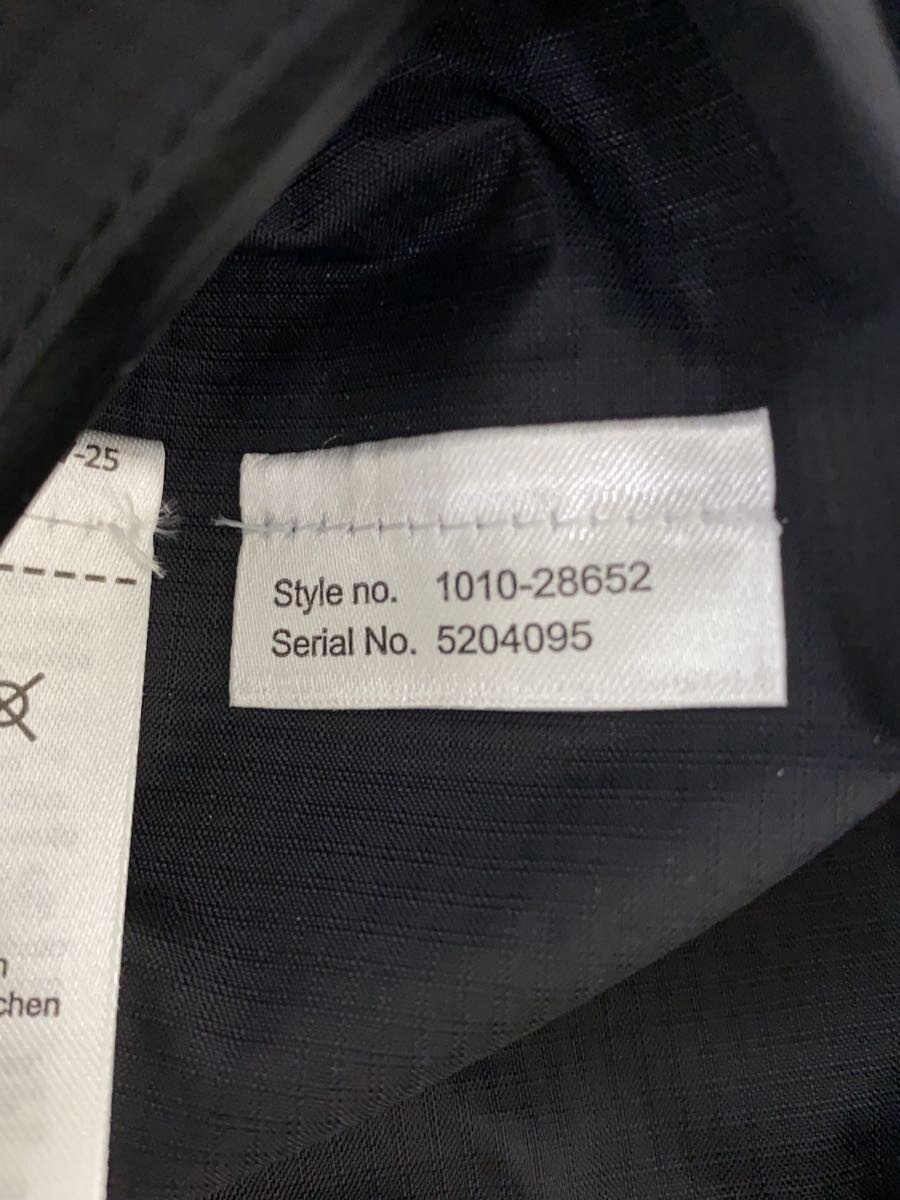 -25
Style no. 1010-28652
Serial No. 5204095
chen